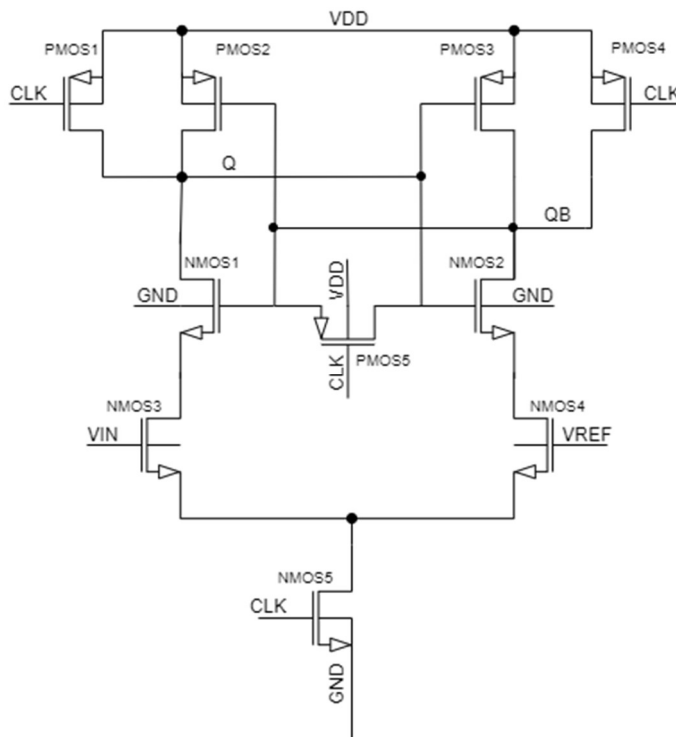 VDD
PMOS1
PMOS2
PMOS3
PMOS4
CLK
CLK
Q
QB
NMOS1
NMOS2
GND
VDD
GND
CLK
PMOS5
NMOS3
NMOS4
VIN
VREF
NMOS5
CLK
GND